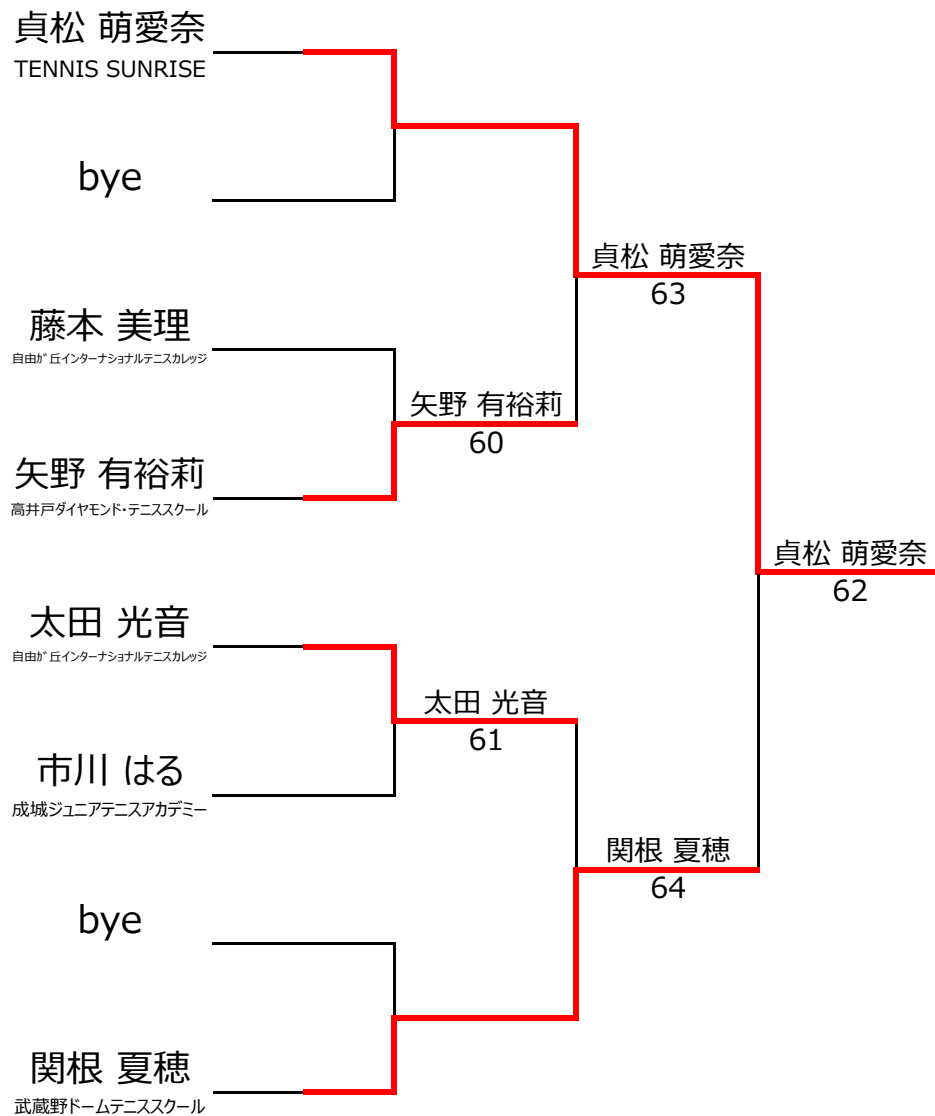 貞松 萌愛奈
TENNIS SUNRISE
bye
貞松 萌愛奈
63
藤本 美理
自由が丘インターナショナルテニスカレッジ
矢野 有裕莉
60
矢野 有裕莉
高井戸ダイヤモンド・テニススクール
貞松 萌愛奈
62
太田 光音
自由が丘インターナショナルテニスカレッジ
太田 光音
61
市川 はる
成城ジュニアテニスアカデミー
関根 夏穂
64
bye
関根 夏穂
武蔵野ドームテニススクール